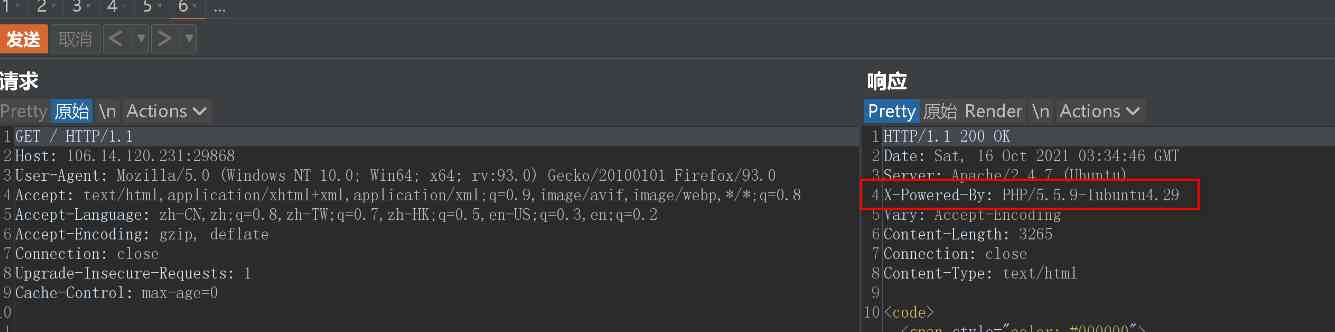 1 2 3 4 5 6 ...
发送 取消 < ▼ > ▼
请求
Pretty 原始 \n Actions
1 GET / HTTP/1.1
2 Host: 106.14.120.231:29868
3 User-Agent: Mozilla/5.0 (Windows NT 10.0; Win64; x64; rv:93.0) Gecko/20100101 Firefox/93.0
4 Accept: text/html,application/xhtml+xml,application/xml;q=0.9,image/avif,image/webp,*/*;q=0.8
5 Accept-Language: zh-CN,zh;q=0.8,zh-TW;q=0.7,zh-HK;q=0.5,en-US;q=0.3,en;q=0.2
6 Accept-Encoding: gzip, deflate
7 Connection: close
8 Upgrade-Insecure-Requests: 1
9 Cache-Control: max-age=0
10
响应
Pretty 原始 Render \n Actions
1 HTTP/1.1 200 OK
2 Date: Sat, 16 Oct 2021 03:34:46 GMT
3 Server: Apache/2.4.7 (Ubuntu)
4 X-Powered-By: PHP/5.5.9-1ubuntu4.29
5 Vary: Accept-Encoding
6 Content-Length: 3265
7 Connection: close
8 Content-Type: text/html
9
10 <code>
<span style="color: #000000">